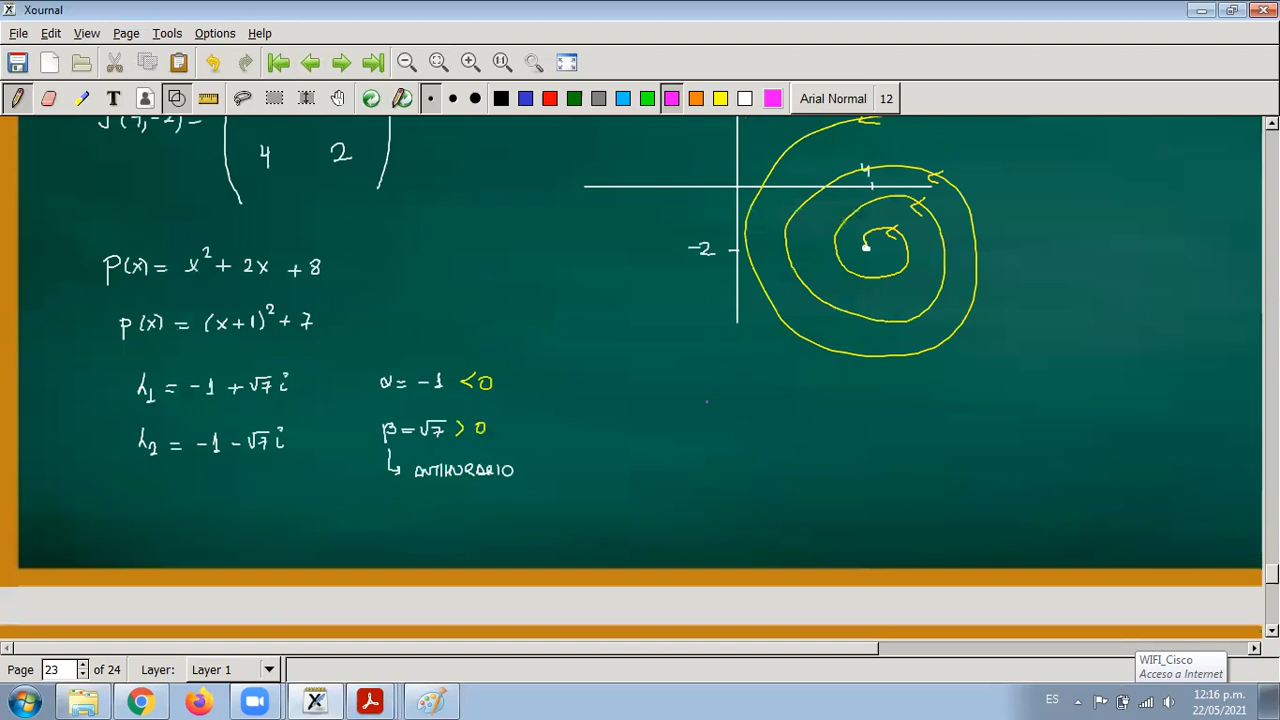 Xournal
File Edit View Page Tools Options Help
Arial Normal 12
4 2
4
-2
p(x) = x² + 2x + 8
p(x) = (x+1)² + 7
λ₁ = -1 + √7 i
α = -1 < 0
λ₂ = -1 - √7 i
β = √7 > 0
↳ ANTIHORARIO
Page 23 of 24 Layer: Layer 1
WIFI_Cisco
Acceso a Internet
ES
12:16 p.m.
22/05/2021